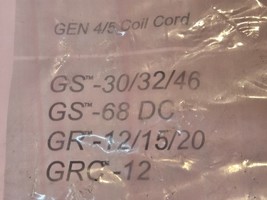 GEN 4/5 Coil Cord
GS™-30/32/46
GS™-68 DC
GR™-12/15/20
GRC™-12